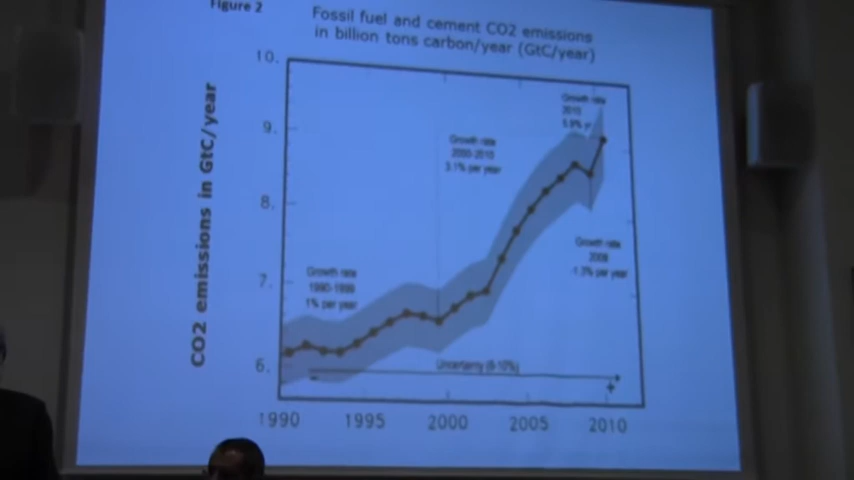 Figure 2
Fossil fuel and cement CO2 emissions
in billion tons carbon/year (GtC/year)
CO2 emissions in GtC/year
10.
9.
8.
7.
6.
Growth rate
2010
5.9% yr
Growth rate
2000-2010
3.1% per year
Growth rate
2009
-1.3% per year
Growth rate
1990-1999
1% per year
Uncertainty (6-10%)
1990 1995 2000 2005 2010